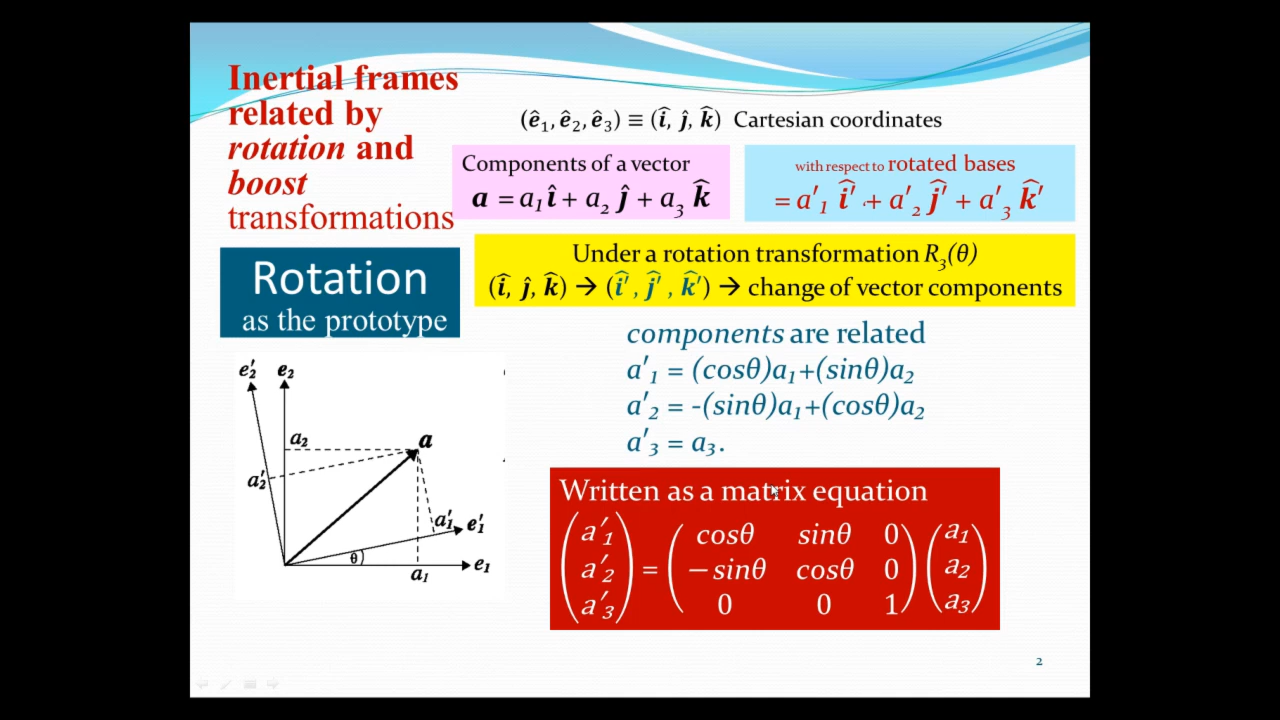 Inertial frames
related by
rotation and
boost
transformations
(ê₁, ê₂, ê₃) ≡ (î, ĵ, k̂) Cartesian coordinates
Components of a vector
a = a₁ î + a₂ ĵ + a₃ k̂
with respect to rotated bases
= a′₁ î′ + a′₂ ĵ′ + a′₃ k̂′
Rotation
as the prototype
Under a rotation transformation R₃(θ)
(î, ĵ, k̂) → (î′, ĵ′, k̂′) → change of vector components
components are related
a′₁ = (cosθ)a₁+(sinθ)a₂
a′₂ = -(sinθ)a₁+(cosθ)a₂
a′₃ = a₃.
e′₂ e₂
a₂ a
a′₂
a′₁ e′₁
θ
e₁
a₁
Written as a matrix equation
a′₁ cosθ sinθ 0 a₁
a′₂ = −sinθ cosθ 0 a₂
a′₃ 0 0 1 a₃
2